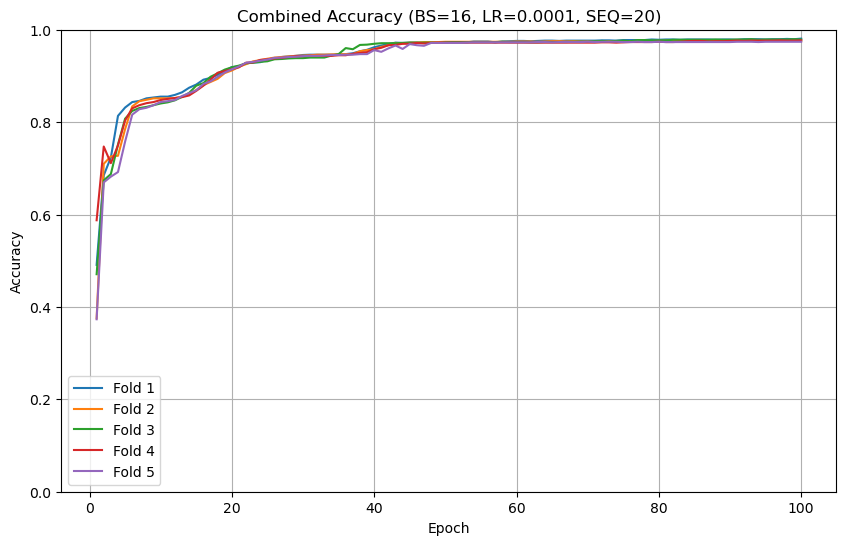 Combined Accuracy (BS=16, LR=0.0001, SEQ=20)
1.0
0.8
0.6
0.4
0.2
0.0
Accuracy
Fold 1
Fold 2
Fold 3
Fold 4
Fold 5
0 20 40 60 80 100
Epoch